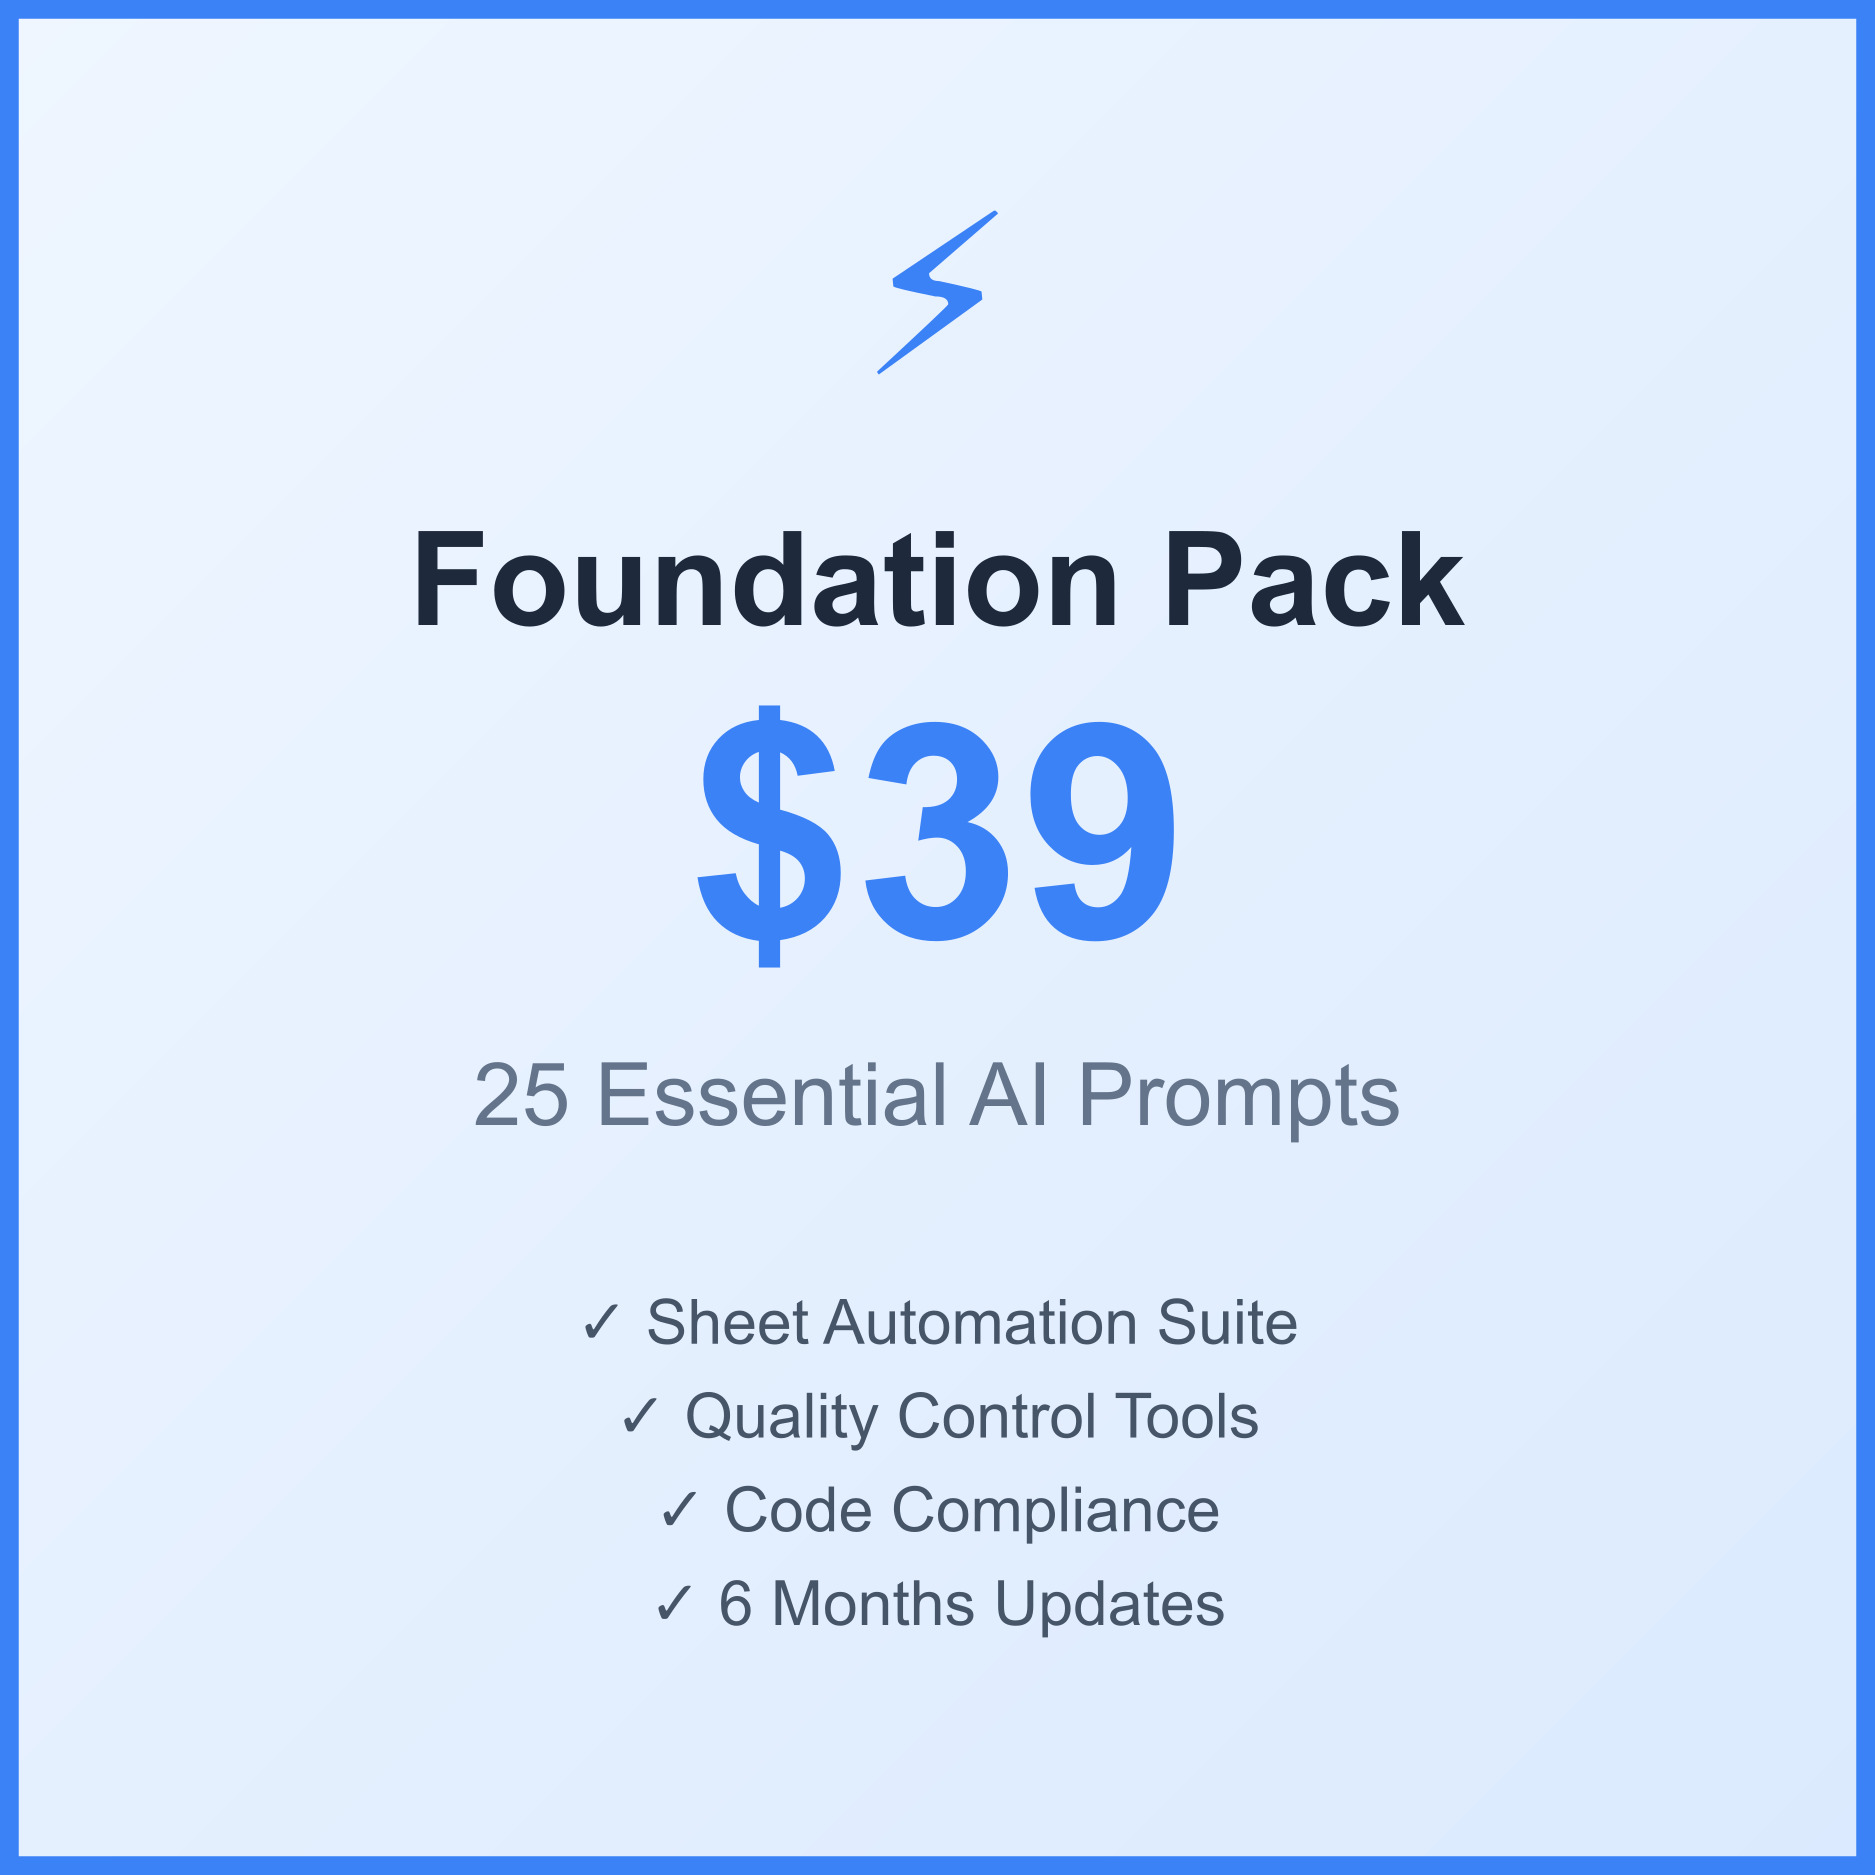 ⚡
Foundation Pack
$39
25 Essential AI Prompts
✓ Sheet Automation Suite
✓ Quality Control Tools
✓ Code Compliance
✓ 6 Months Updates